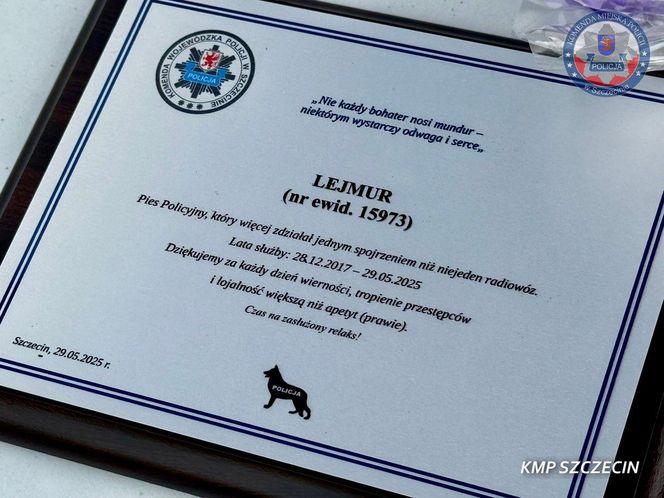 KOMENDA WOJEWÓDZKA POLICJI W SZCZECINIE
POLICJA
KOMENDA MIEJSKA POLICJI
POLICJA
w Szczecinie
„Nie każdy bohater nosi mundur –
niektórym wystarczy odwaga i serce„
LEJMUR
(nr ewid. 15973)
Pies Policyjny, który więcej zdziałał jednym spojrzeniem niż niejeden radiowóz.
Lata służby: 28.12.2017 – 29.05.2025
Dziękujemy za każdy dzień wierności, tropienie przestępców
i lojalność większą niż apetyt (prawie).
Czas na zasłużony relaks!
Szczecin, 29.05.2025 r.
POLICJA
KMP SZCZECIN